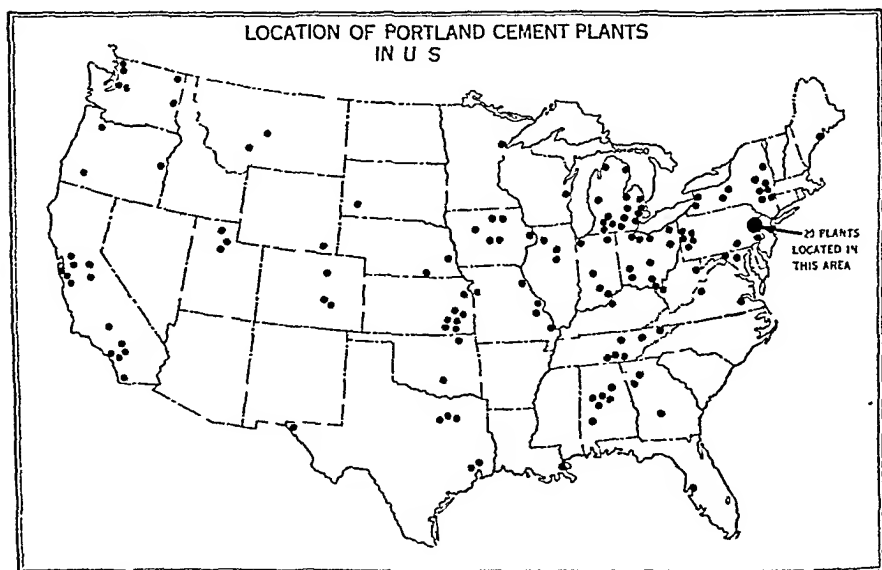 LOCATION OF PORTLAND CEMENT PLANTS
IN U S
PLANTS
LOCATED IN
THIS AREA